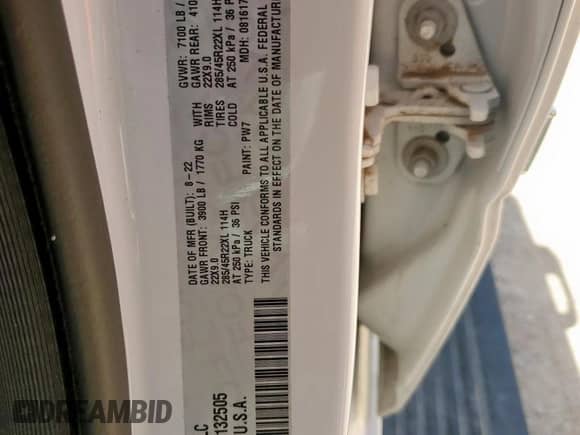 LC
DATE OF MFR (BUILT): 8-22
GVWR: 7100 LB /
GAWR FRONT: 3900 LB / 1770 KG
GAWR REAR: 410
22X9.0 RIMS 22X9.0
WITH
285/45R22XL 114H TIRES 285/45R22XL 114H
AT 250 kPa / 36 PSI COLD AT 250 kPa / 36 PSI
TYPE: TRUCK
PAINT: PW7
MDH: 081617
THIS VEHICLE CONFORMS TO ALL APPLICABLE U.S.A. FEDERAL
STANDARDS IN EFFECT ON THE DATE OF MANUFACTUR
132505
U.S.A.
DREAMBID